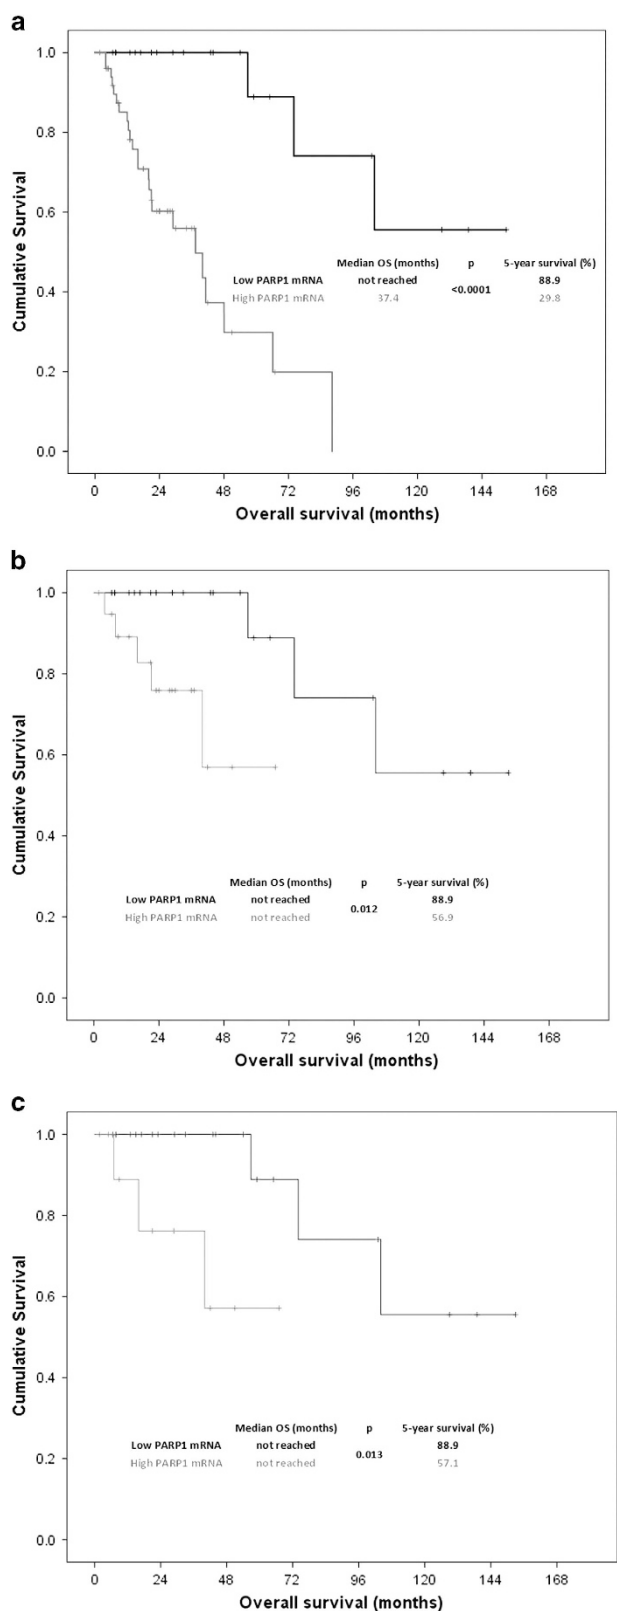 a
1.0
0.8
0.6
0.4
0.2
0.0
Cumulative Survival
Median OS (months) p 5-year survival (%)
Low PARP1 mRNA not reached <0.0001 88.9
High PARP1 mRNA 37.4 29.8
0 24 48 72 96 120 144 168
Overall survival (months)
b
1.0
0.8
0.6
0.4
0.2
0.0
Cumulative Survival
Median OS (months) p 5-year survival (%)
Low PARP1 mRNA not reached 0.012 88.9
High PARP1 mRNA not reached 56.9
0 24 48 72 96 120 144 168
Overall survival (months)
c
1.0
0.8
0.6
0.4
0.2
0.0
Cumulative Survival
Median OS (months) p 5-year survival (%)
Low PARP1 mRNA not reached 0.013 88.9
High PARP1 mRNA not reached 57.1
0 24 48 72 96 120 144 168
Overall survival (months)